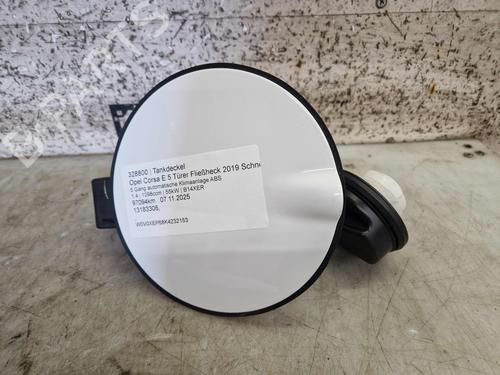 B-PARTS
328800 | Tankdeckel
Opel Corsa E 5 Türer Fließheck 2019 Schne
5 Gang automatische Klimaanlage ABS
1.4 | 1398ccm | 55kW | B14XER
97094km 07.11.2025
13183306,
W0V0XEP68K4232153